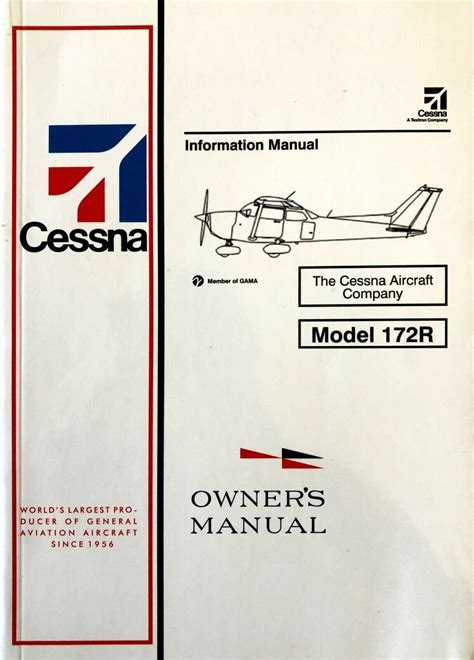 Cessna
WORLD'S LARGEST PRO-
DUCER OF GENERAL
AVIATION AIRCRAFT
SINCE 1956
Cessna
A Textron Company
Information Manual
Member of GAMA
The Cessna Aircraft
Company
Model 172R
OWNER'S
MANUAL